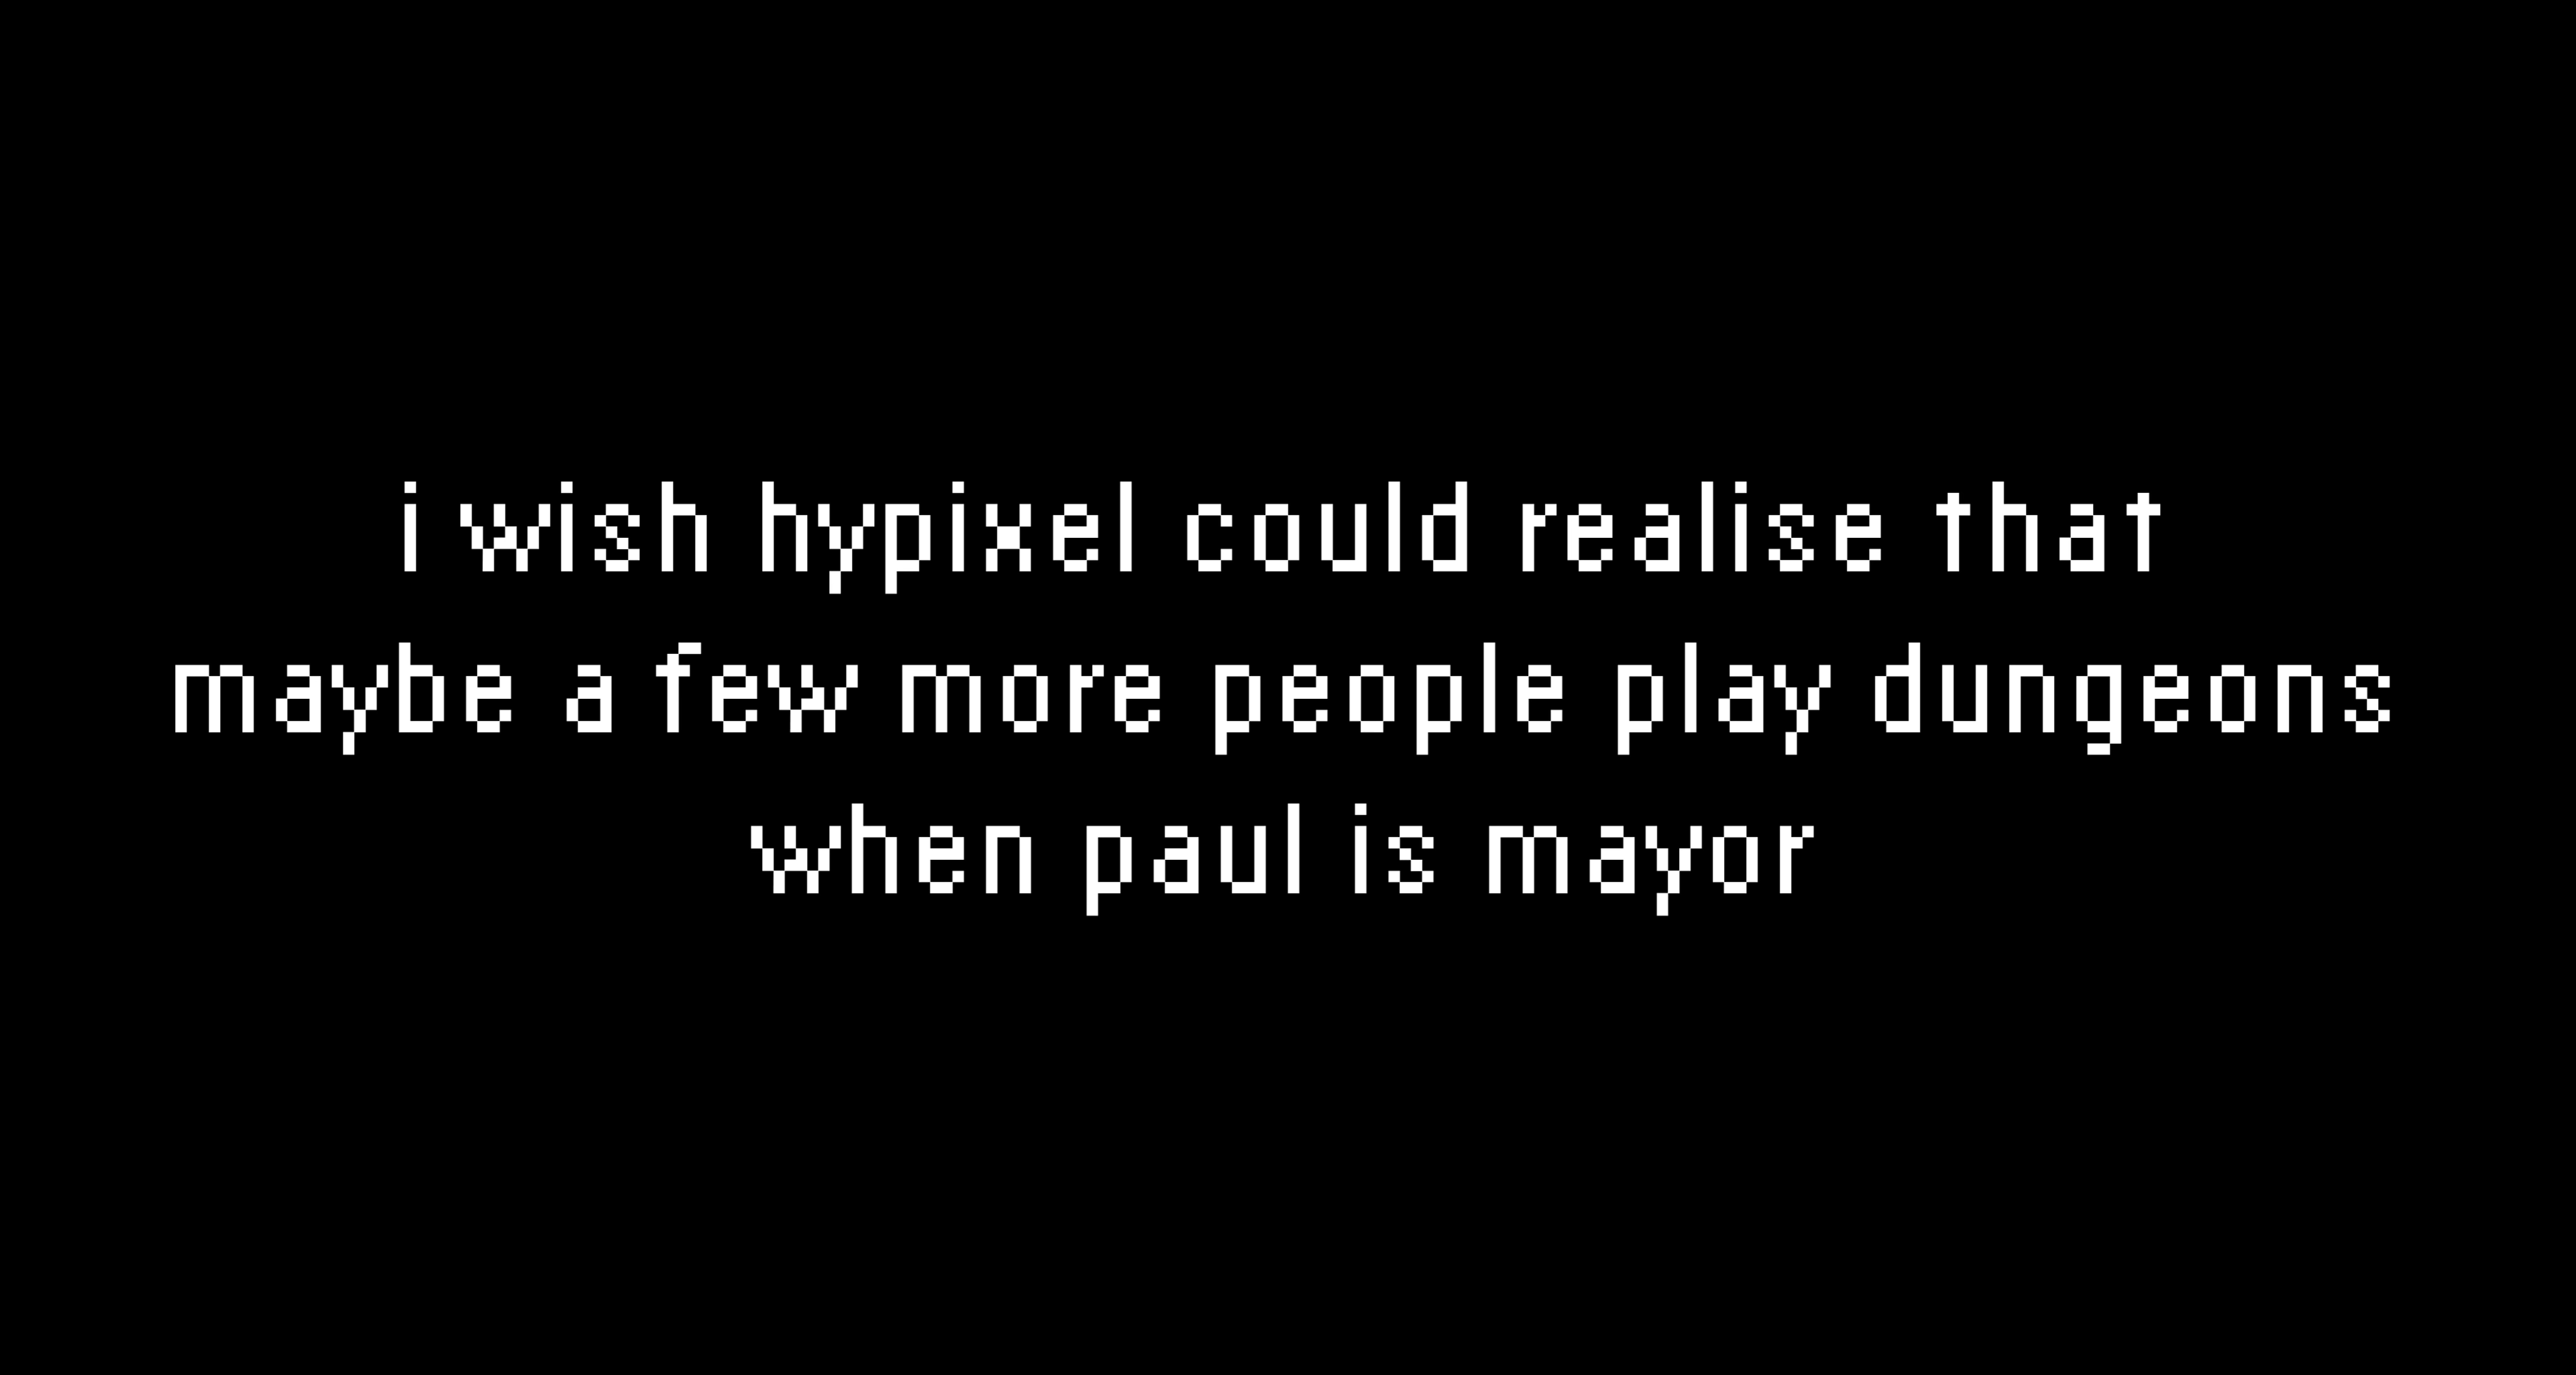 i wish hypixel could realise that
maybe a few more people play dungeons
when paul is mayor